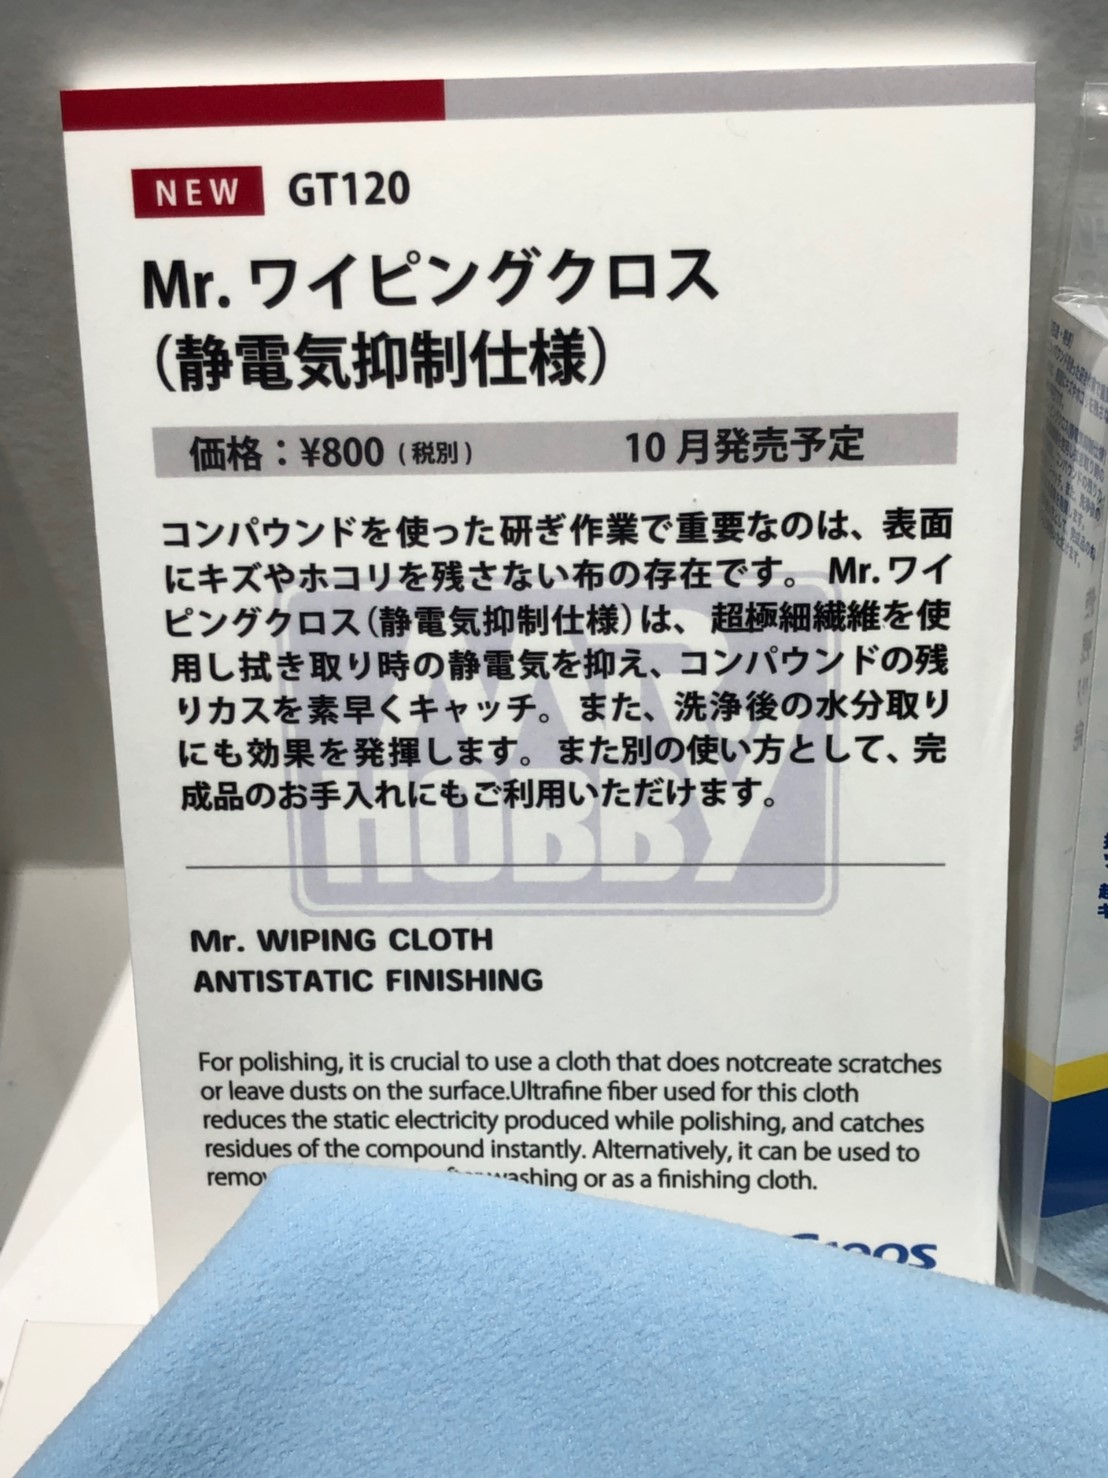 NEW GT120
Mr. ワイピングクロス
（静電気抑制仕様）
価格：¥800（税別） 10月発売予定
コンパウンドを使った研ぎ作業で重要なのは、表面
にキズやホコリを残さない布の存在です。Mr.ワイ
ピングクロス（静電気抑制仕様）は、超極細繊維を使
用し拭き取り時の静電気を抑え、コンパウンドの残
りカスを素早くキャッチ。また、洗浄後の水分取り
にも効果を発揮します。また別の使い方として、完
成品のお手入れにもご利用いただけます。
HOBBY
Mr. WIPING CLOTH
ANTISTATIC FINISHING
For polishing, it is crucial to use a cloth that does notcreate scratches
or leave dusts on the surface.Ultrafine fiber used for this cloth
reduces the static electricity produced while polishing, and catches
residues of the compound instantly. Alternatively, it can be used to
washing or as a finishing cloth.